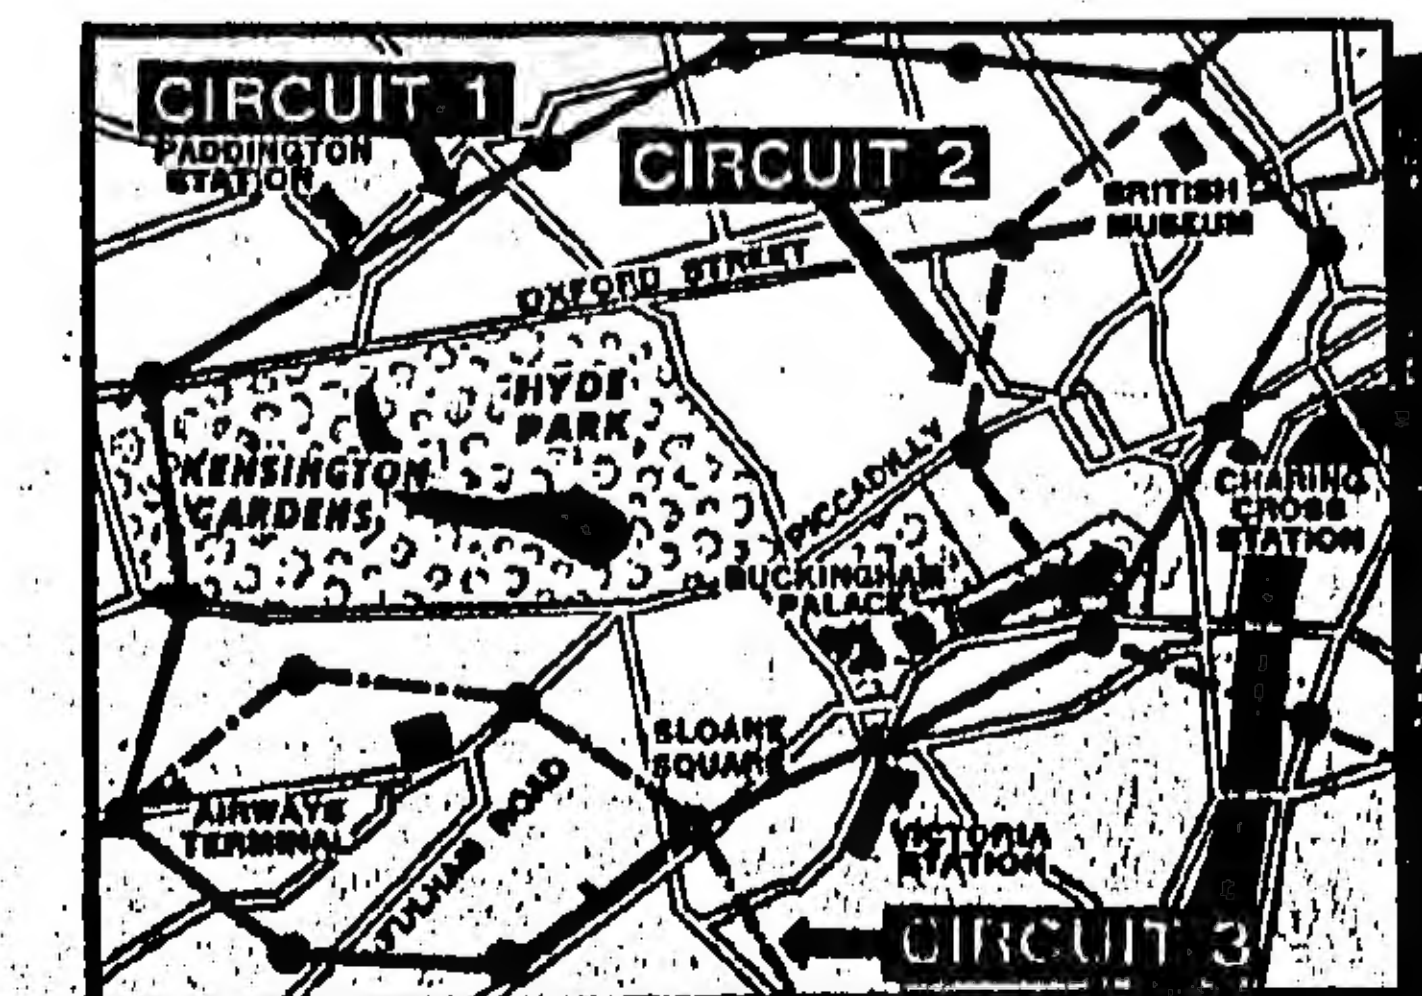 CIRCUIT 1
PADDINGTON
STATION
CIRCUIT 2
BRITISH
MUSEUM
OXFORD STREET
HYDE
PARK
KENSINGTON
GARDENS
PICCADILLY
CHARING
CROSS
STATION
BUCKINGHAM
PALACE
SLOANE
SQUARE
AIRWAYS
TERMINAL
FULHAM ROAD
VICTORIA
STATION
CIRCUIT 3